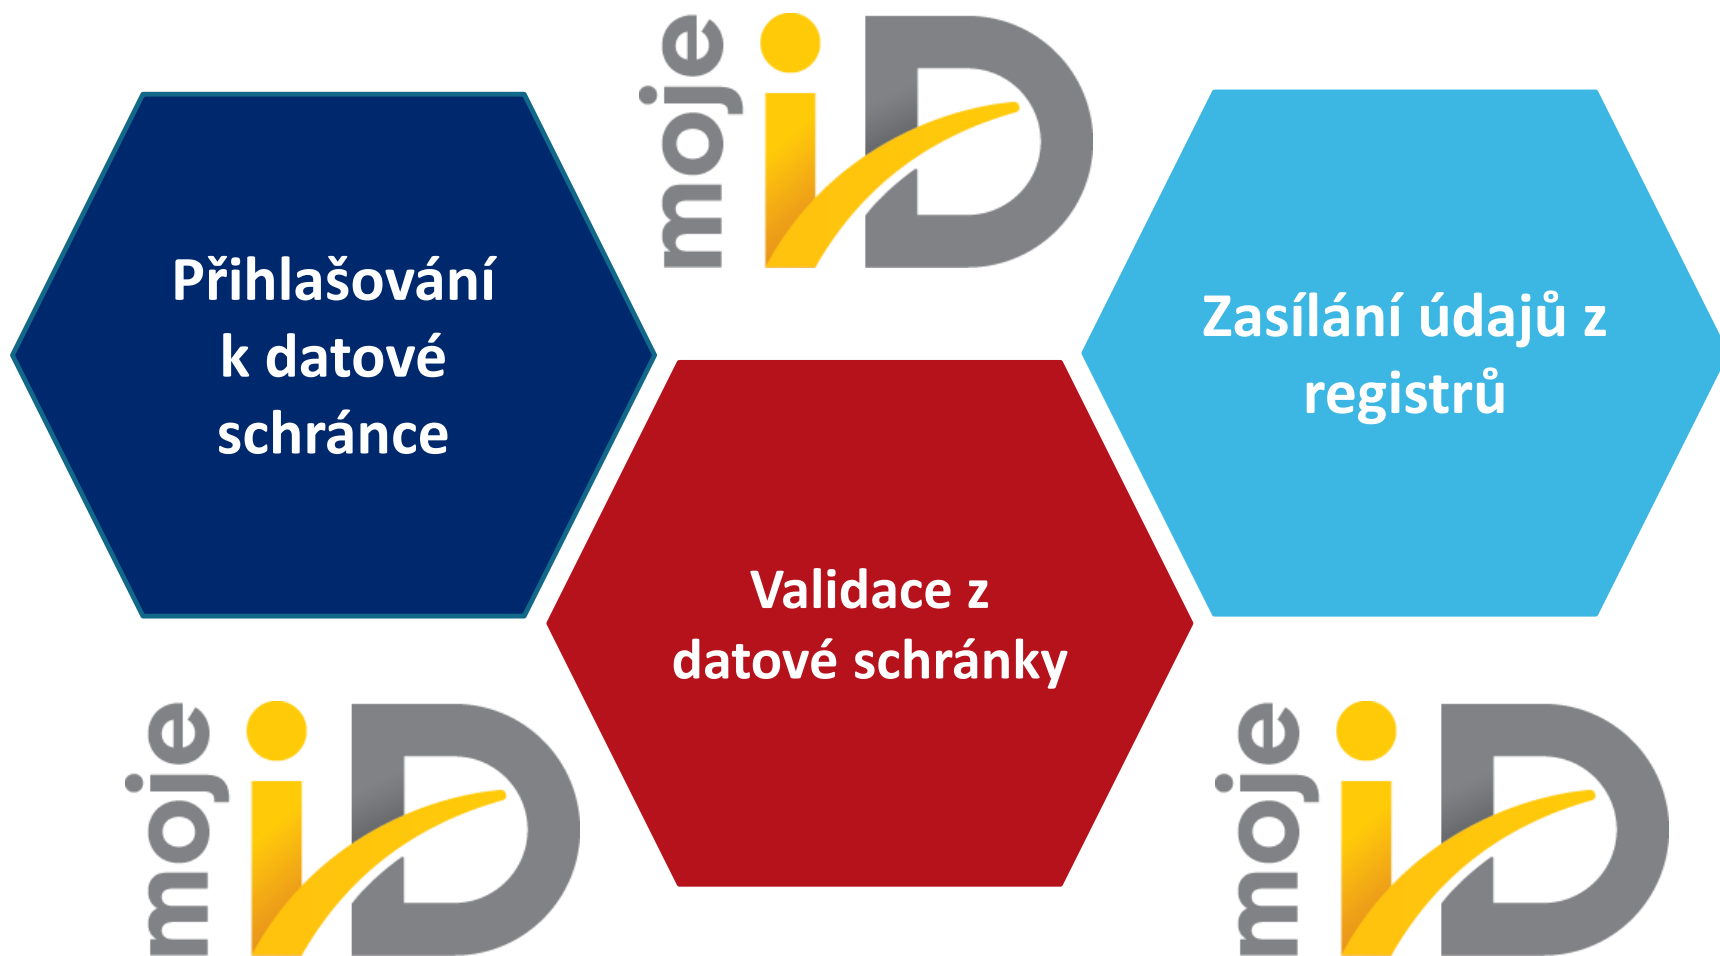 moje
iD
Přihlašování
k datové
schránce
Zasílání údajů z
registrů
Validace z
datové schránky
moje
iD
moje
iD